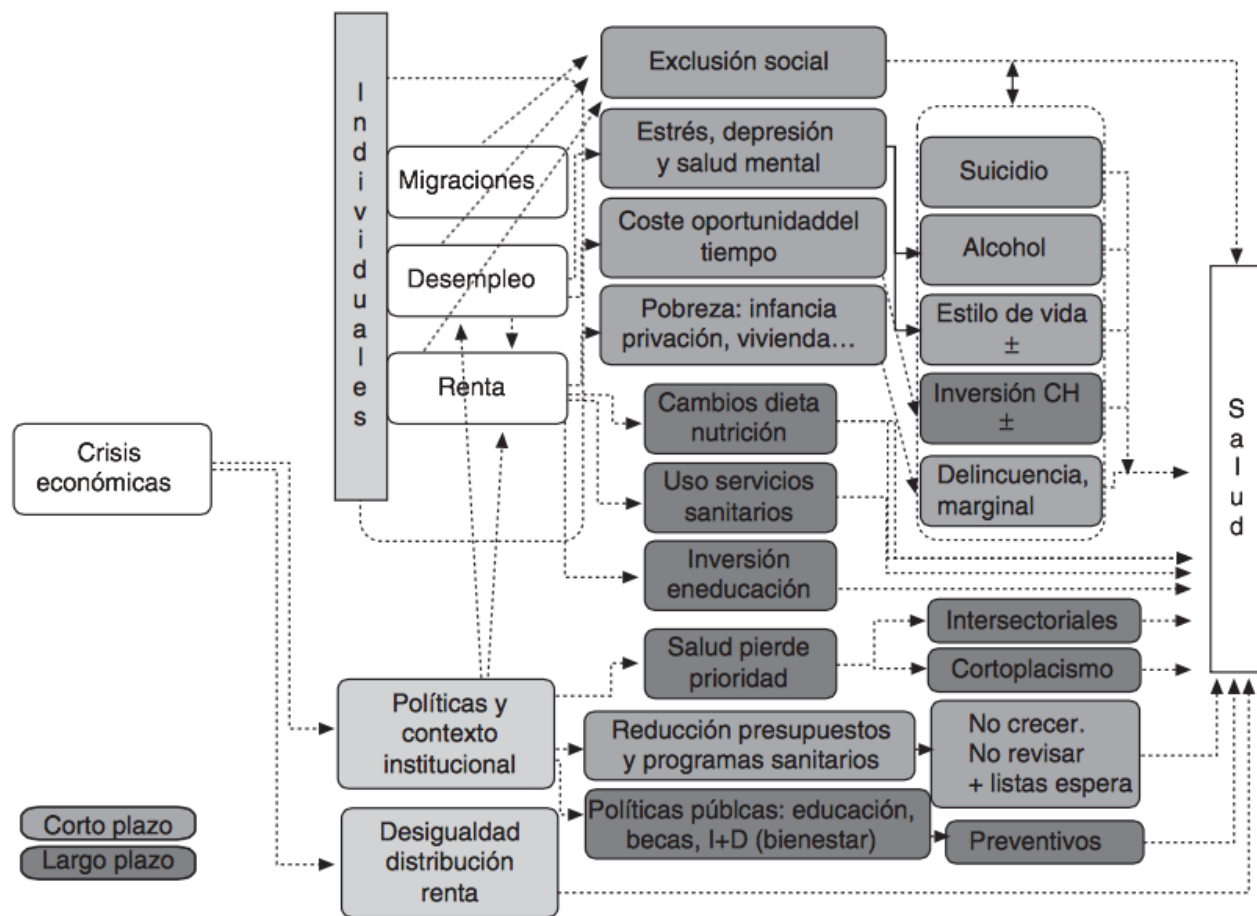 Individuales
Exclusión social
Estrés, depresión
y salud mental
Suicidio
Migraciones
Coste oportunidaddel
tiempo
Alcohol
Desempleo
Pobreza: infancia
privación, vivienda…
Estilo de vida
±
Renta
Cambios dieta
nutrición
Inversión CH
±
Salud
Crisis
económicas
Uso servicios
sanitarios
Delincuencia,
marginal
Inversión
eneducación
Intersectoriales
Salud pierde
prioridad
Cortoplacismo
Políticas y
contexto
institucional
Reducción presupuestos
y programas sanitarios
No crecer.
No revisar
+ listas espera
Políticas públcas: educación,
becas, I+D (bienestar)
Preventivos
Corto plazo
Largo plazo
Desigualdad
distribución
renta